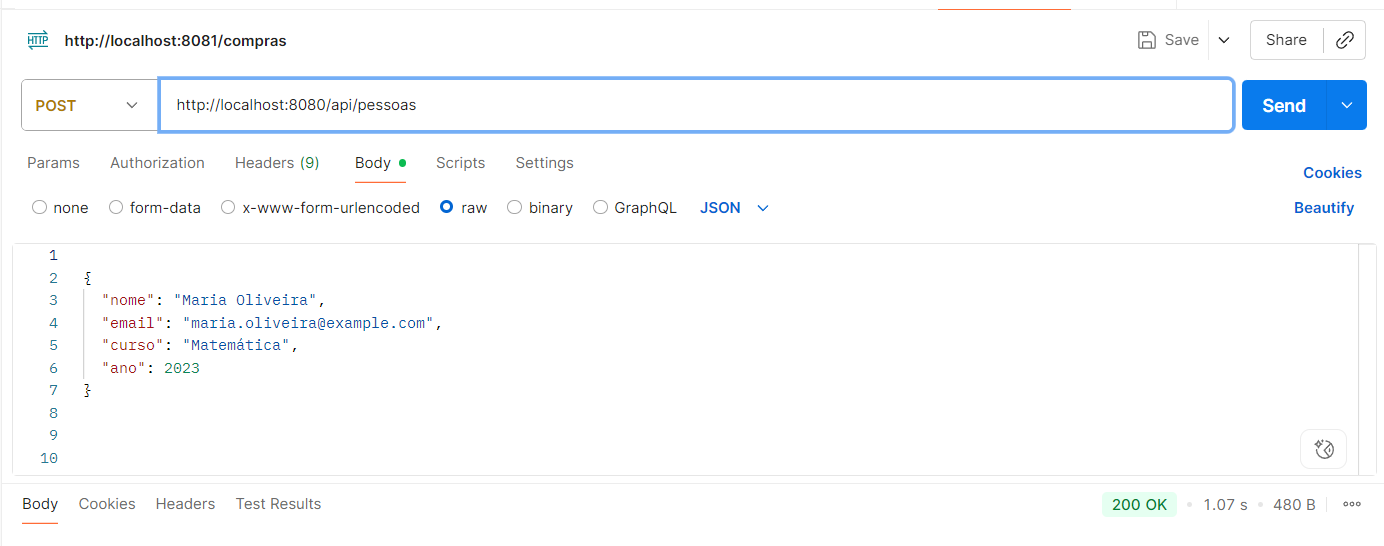 HTTP http://localhost:8081/compras Save Share
POST http://localhost:8080/api/pessoas Send
Params Authorization Headers (9) Body Scripts Settings Cookies
none form-data x-www-form-urlencoded raw binary GraphQL JSON Beautify
1
2 {
3 "nome": "Maria Oliveira",
4 "email": "maria.oliveira@example.com",
5 "curso": "Matemática",
6 "ano": 2023
7 }
8
9
10
Body Cookies Headers Test Results 200 OK 1.07 s 480 B